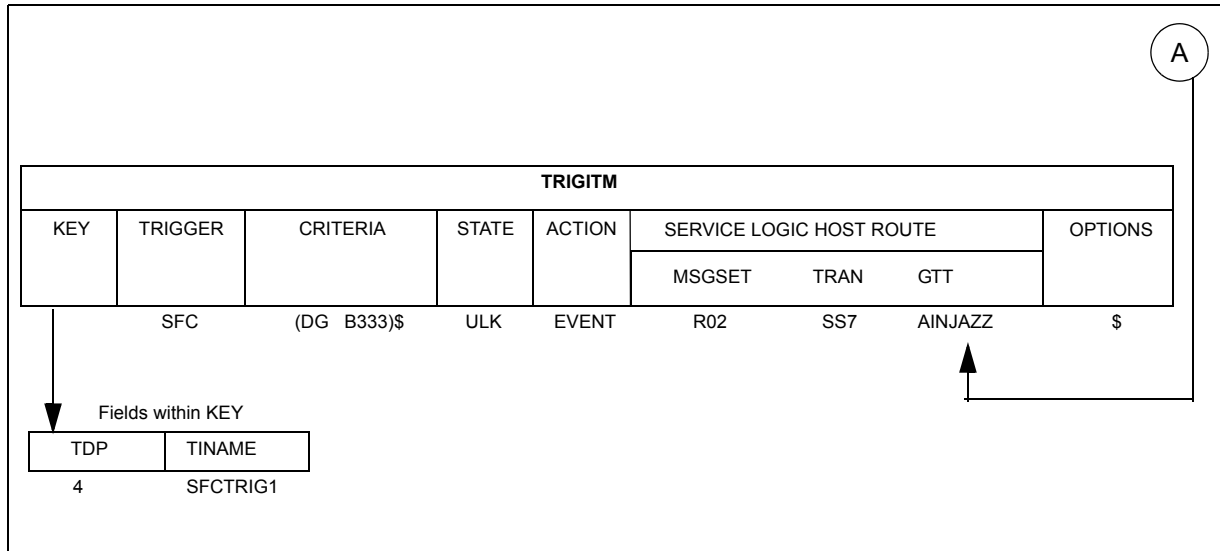 A
TRIGITM
KEY TRIGGER CRITERIA STATE ACTION SERVICE LOGIC HOST ROUTE OPTIONS
MSGSET TRAN GTT
SFC (DG B333)$ ULK EVENT R02 SS7 AINJAZZ $
Fields within KEY
TDP TINAME
4 SFCTRIG1